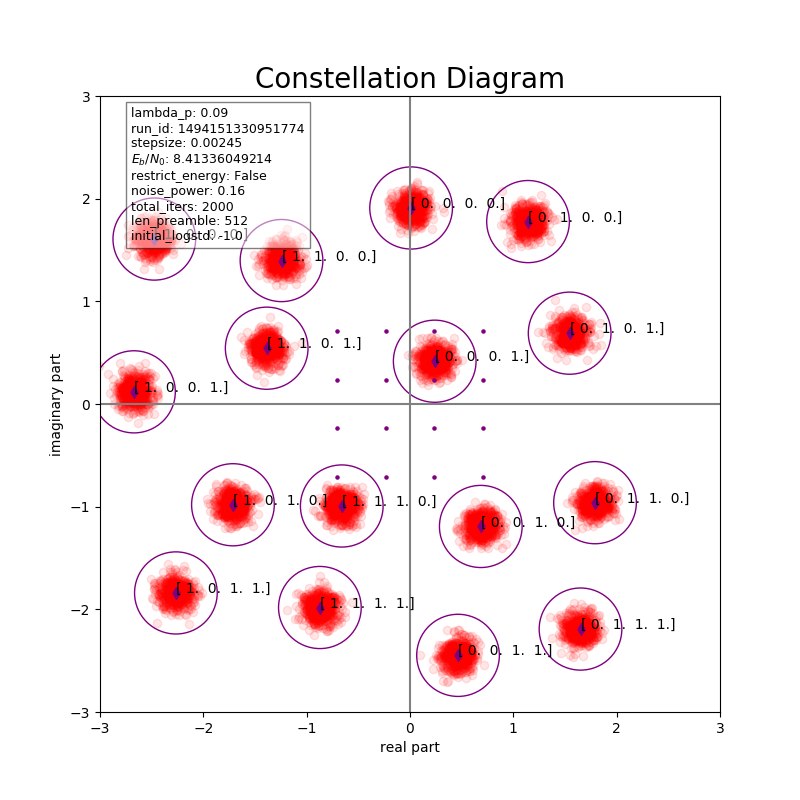 Constellation Diagram
lambda_p: 0.09
run_id: 1494151330951774
stepsize: 0.00245
E_b/N_0: 8.41336049214
restrict_energy: False
noise_power: 0.16
total_iters: 2000
len_preamble: 512
initial_logstd: -1.0
[ 0. 0. 0. 0.]
[ 0. 1. 0. 0.]
[ 1. 1. 0. 0.]
[ 0. 1. 0. 1.]
[ 1. 1. 0. 1.]
[ 0. 0. 0. 1.]
[ 1. 0. 0. 1.]
[ 1. 0. 1. 0.]
[ 1. 1. 1. 0.]
[ 0. 1. 1. 0.]
[ 0. 0. 1. 0.]
[ 1. 0. 1. 1.]
[ 1. 1. 1. 1.]
[ 0. 1. 1. 1.]
[ 0. 0. 1. 1.]
3
2
1
0
−1
−2
−3
imaginary part
−3 −2 −1 0 1 2 3
real part